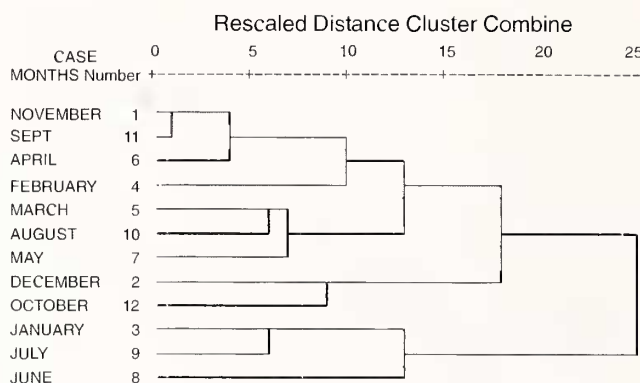 Rescaled Distance Cluster Combine
CASE 0 5 10 15 20 25
MONTHS Number
NOVEMBER 1
SEPT 11
APRIL 6
FEBRUARY 4
MARCH 5
AUGUST 10
MAY 7
DECEMBER 2
OCTOBER 12
JANUARY 3
JULY 9
JUNE 8